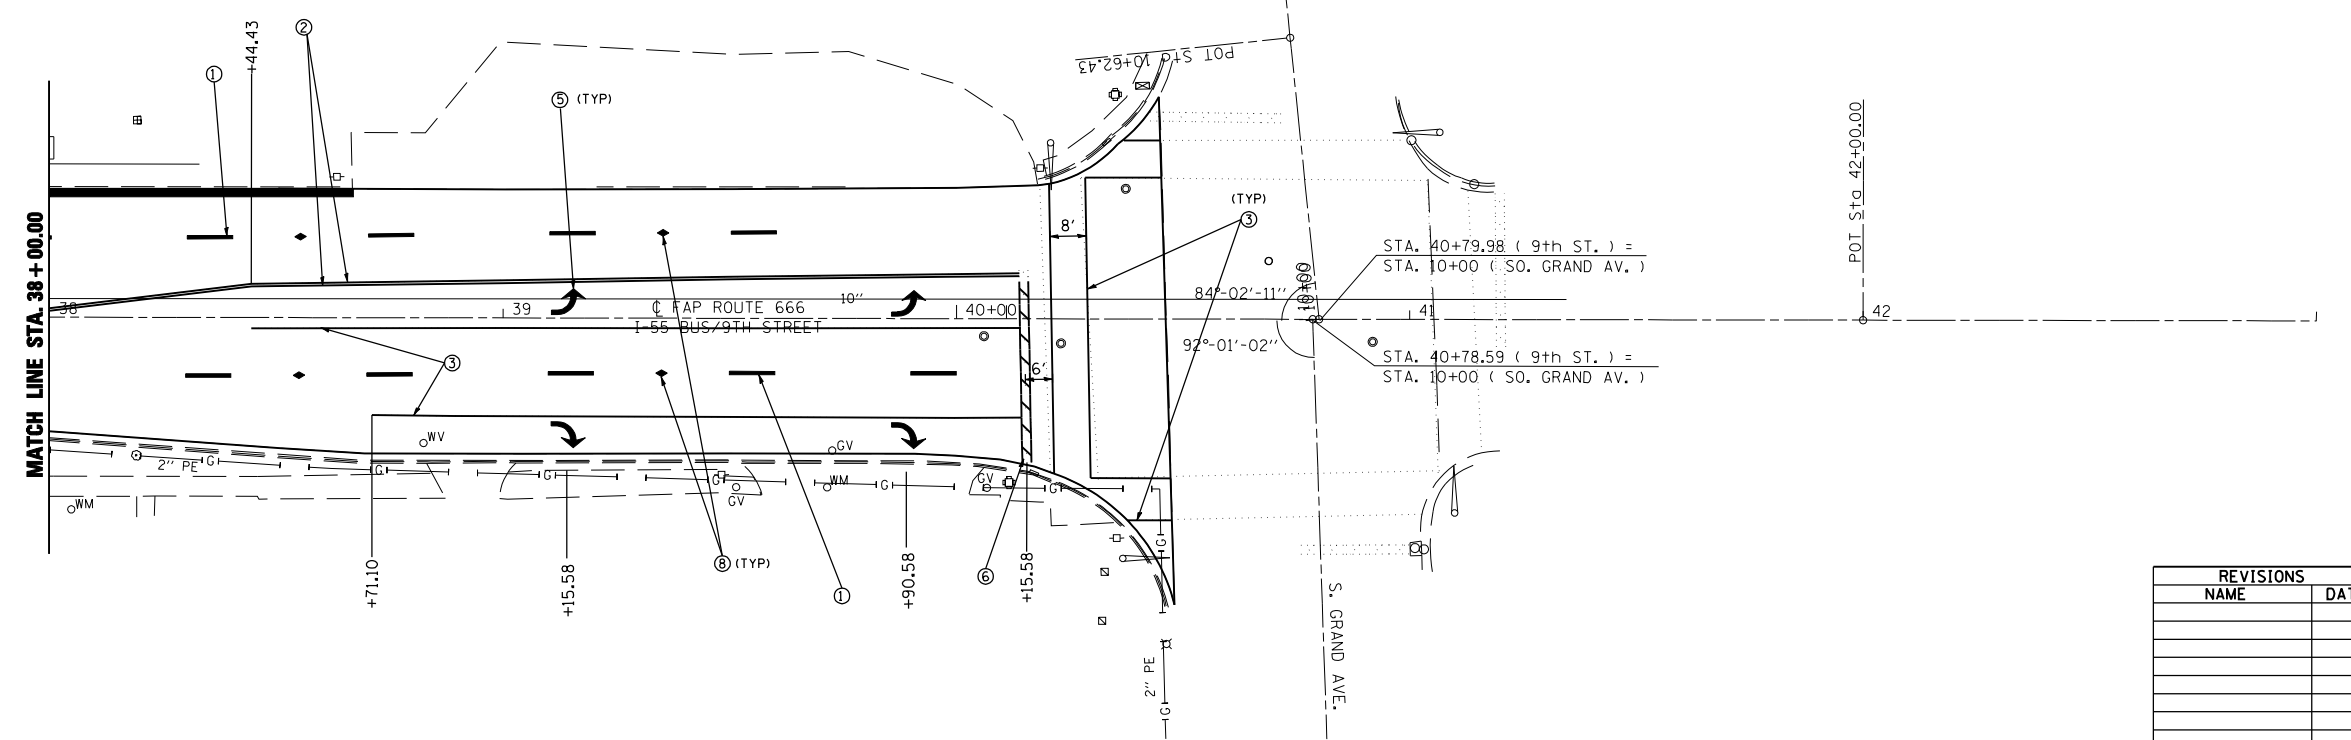 +44.43
②
①
⑤ (TYP)
POT Sta 10+62.43
MATCH LINE STA. 38+00.00
POT Sta 42+00.00
(TYP)
③
8'
STA. 40+79.98 ( 9th ST. ) =
STA. 10+00 ( SO. GRAND AV. )
10+00
84°-02'-11"
38
39
℄ FAP ROUTE 666
10"
40+00
41
42
I-55 BUS/9TH STREET
92°-01'-02"
STA. 40+78.59 ( 9th ST. ) =
STA. 10+00 ( SO. GRAND AV. )
③
6'
WV
GV
2" PE
G
G
G
G
WM
G
GV
G
WM
GV
G
+71.10
+15.58
⑧ (TYP)
①
+90.58
⑥
+15.58
S. GRAND AVE.
2" PE
G
REVISIONS
NAME
DAT